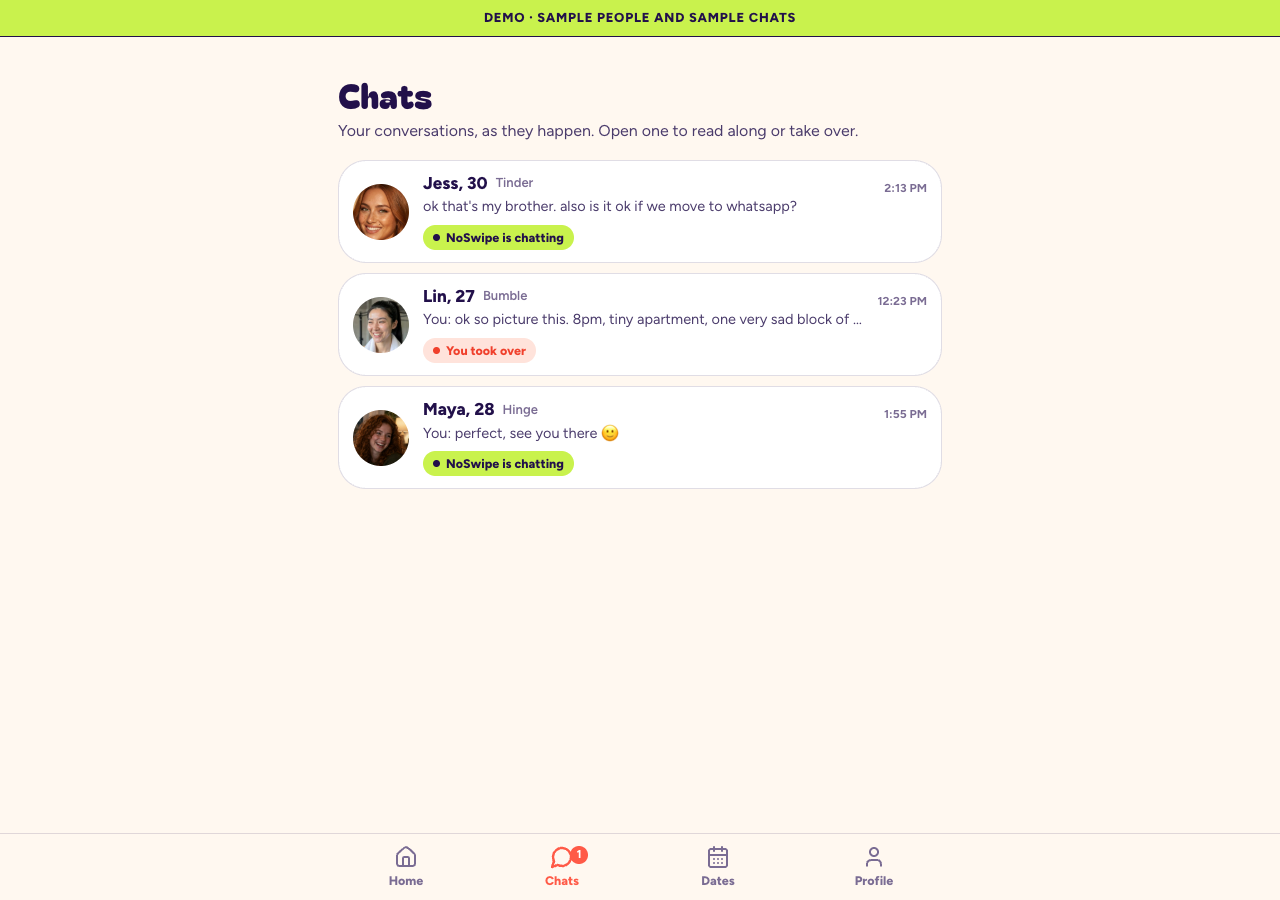 DEMO · SAMPLE PEOPLE AND SAMPLE CHATS
Chats
Your conversations, as they happen. Open one to read along or take over.
Jess, 30 Tinder 2:13 PM
ok that's my brother. also is it ok if we move to whatsapp?
NoSwipe is chatting
Lin, 27 Bumble 12:23 PM
You: ok so picture this. 8pm, tiny apartment, one very sad block of ...
You took over
Maya, 28 Hinge 1:55 PM
You: perfect, see you there 🙂
NoSwipe is chatting
1
Home Chats Dates Profile